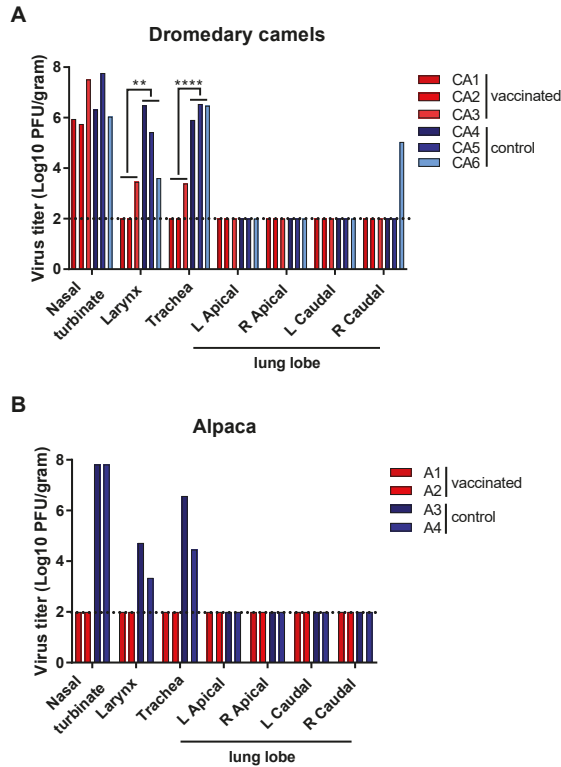 A
Dromedary camels
Virus titer (Log10 PFU/gram)
8
6
4
2
0
**
****
CA1
CA2
CA3
vaccinated
CA4
CA5
CA6
control
Nasal
turbinate
Larynx
Trachea
L Apical
R Apical
L Caudal
R Caudal
lung lobe
B
Alpaca
Virus titer (Log10 PFU/gram)
8
6
4
2
0
A1
A2
vaccinated
A3
A4
control
Nasal
turbinate
Larynx
Trachea
L Apical
R Apical
L Caudal
R Caudal
lung lobe